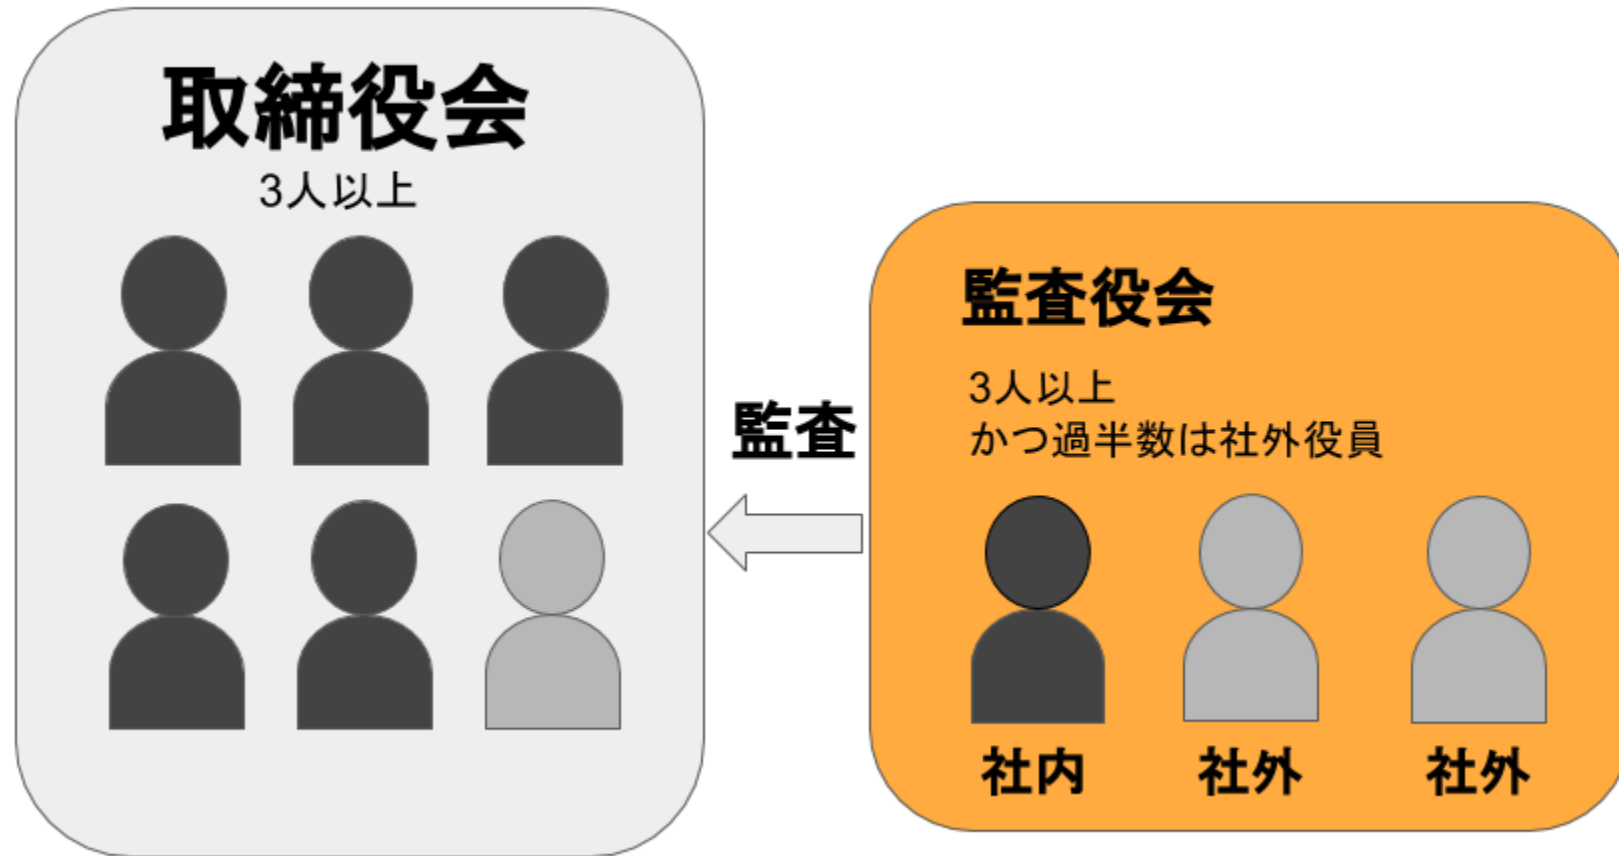 取締役会
3人以上
監査
監査役会
3人以上
かつ過半数は社外役員
社内
社外
社外